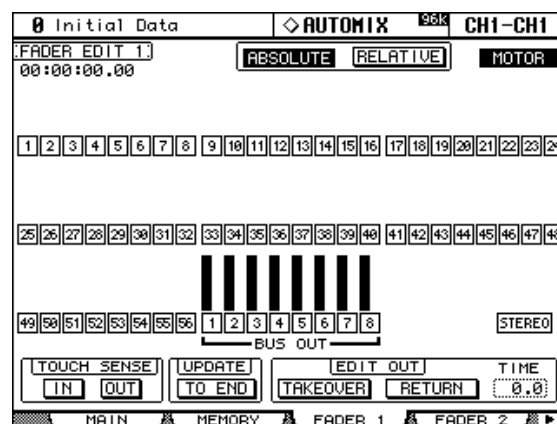 0 Initial Data ◇AUTOMIX 96k CH1-CH1
FADER EDIT 1 ABSOLUTE RELATIVE MOTOR
00:00:00.00
1 2 3 4 5 6 7 8 9 10 11 12 13 14 15 16 17 18 19 20 21 22 23 24
25 26 27 28 29 30 31 32 33 34 35 36 37 38 39 40 41 42 43 44 45 46 47 48
49 50 51 52 53 54 55 56 1 2 3 4 5 6 7 8 STEREO
BUS OUT
TOUCH SENSE UPDATE EDIT OUT TIME
IN OUT TO END TAKEOVER RETURN 0.0
MAIN MEMORY FADER 1 FADER 2